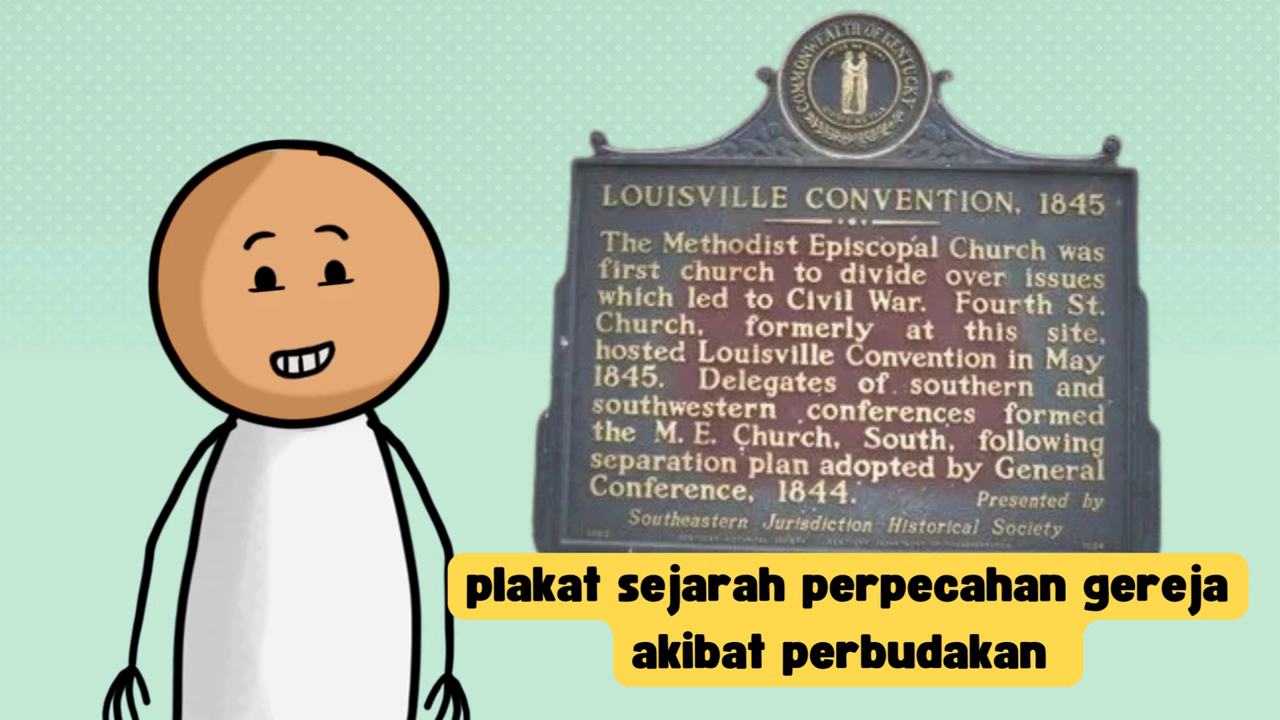 COMMONWEALTH OF KENTUCKY
LOUISVILLE CONVENTION, 1845
The Methodist Episcopal Church was
first church to divide over issues
which led to Civil War. Fourth St.
Church, formerly at this site,
hosted Louisville Convention in May
1845. Delegates of southern and
southwestern conferences formed
the M. E. Church, South, following
separation plan adopted by General
Conference, 1844.
Presented by
Southeastern Jurisdiction Historical Society
plakat sejarah perpecahan gereja
akibat perbudakan